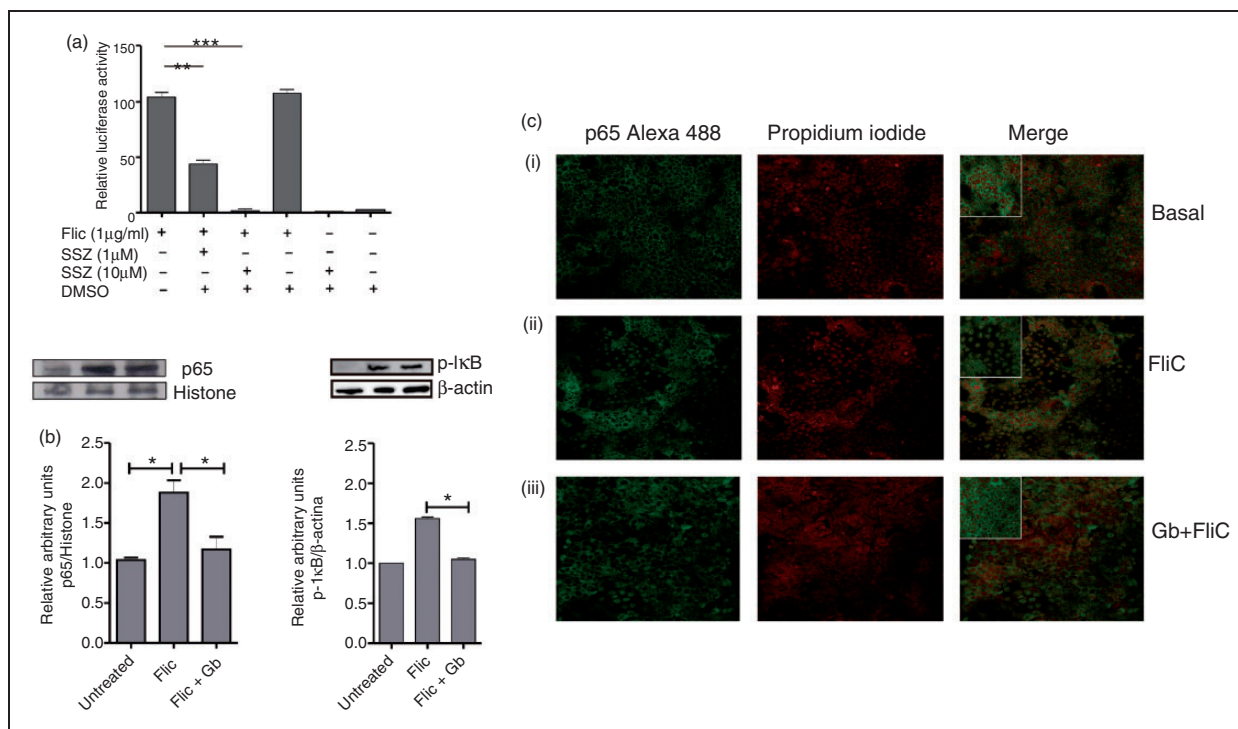 (a)
Relative luciferase activity
150
100
50
0
***
**
Flic (1μg/ml) + + + + − −
SSZ (1μM) − + − − − −
SSZ (10μM) − − + − + −
DMSO − + + + + +
p65
Histone
p-IκB
β-actin
(b)
Relative arbitrary units
p65/Histone
2.5
2.0
1.5
1.0
0.5
0.0
* *
Untreated
Flic
Flic + Gb
Relative arbitrary units
p-1κB/β-actina
2.5
2.0
1.5
1.0
0.5
0.0
*
Untreated
Flic
Flic + Gb
(c)
p65 Alexa 488 Propidium iodide Merge
(i)
Basal
(ii)
FliC
(iii)
Gb+FliC